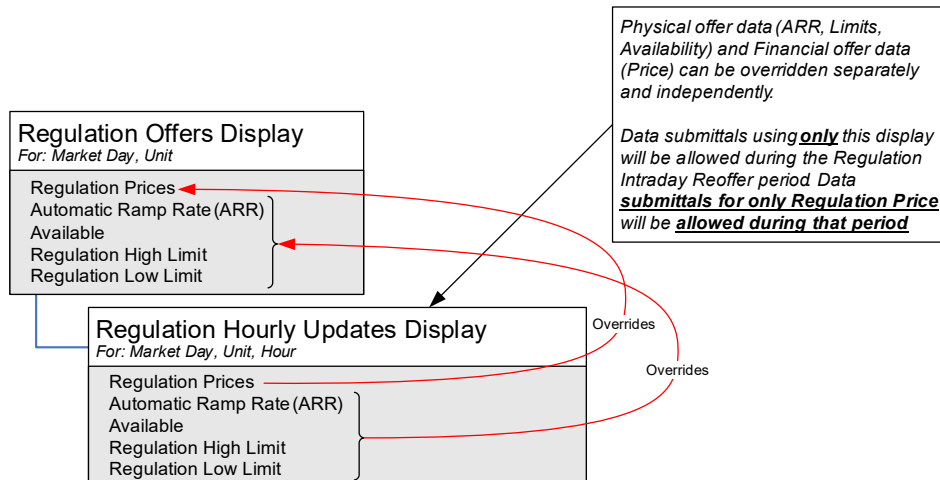 Physical offer data (ARR, Limits,
Availability) and Financial offer data
(Price) can be overridden separately
and independently.
Data submittals using only this display
will be allowed during the Regulation
Intraday Reoffer period. Data
submittals for only Regulation Price
will be allowed during that period
Regulation Offers Display
For: Market Day, Unit
Regulation Prices
Automatic Ramp Rate (ARR)
Available
Regulation High Limit
Regulation Low Limit
Regulation Hourly Updates Display
For: Market Day, Unit, Hour
Regulation Prices
Automatic Ramp Rate (ARR)
Available
Regulation High Limit
Regulation Low Limit
Overrides
Overrides